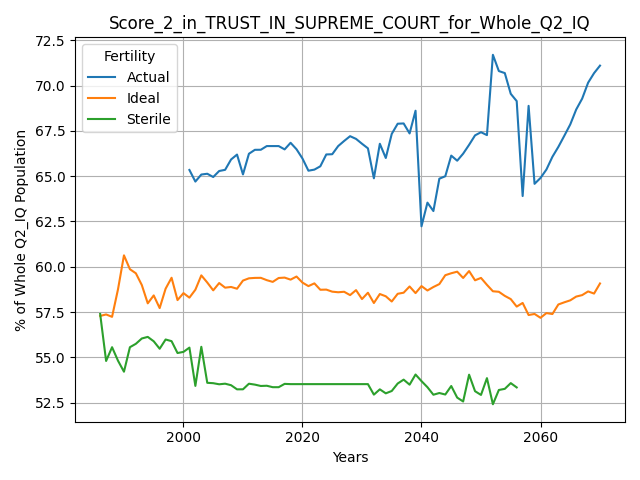 Score_2_in_TRUST_IN_SUPREME_COURT_for_Whole_Q2_IQ
Fertility
Actual
Ideal
Sterile
% of Whole Q2_IQ Population
72.5
70.0
67.5
65.0
62.5
60.0
57.5
55.0
52.5
2000
2020
2040
2060
Years